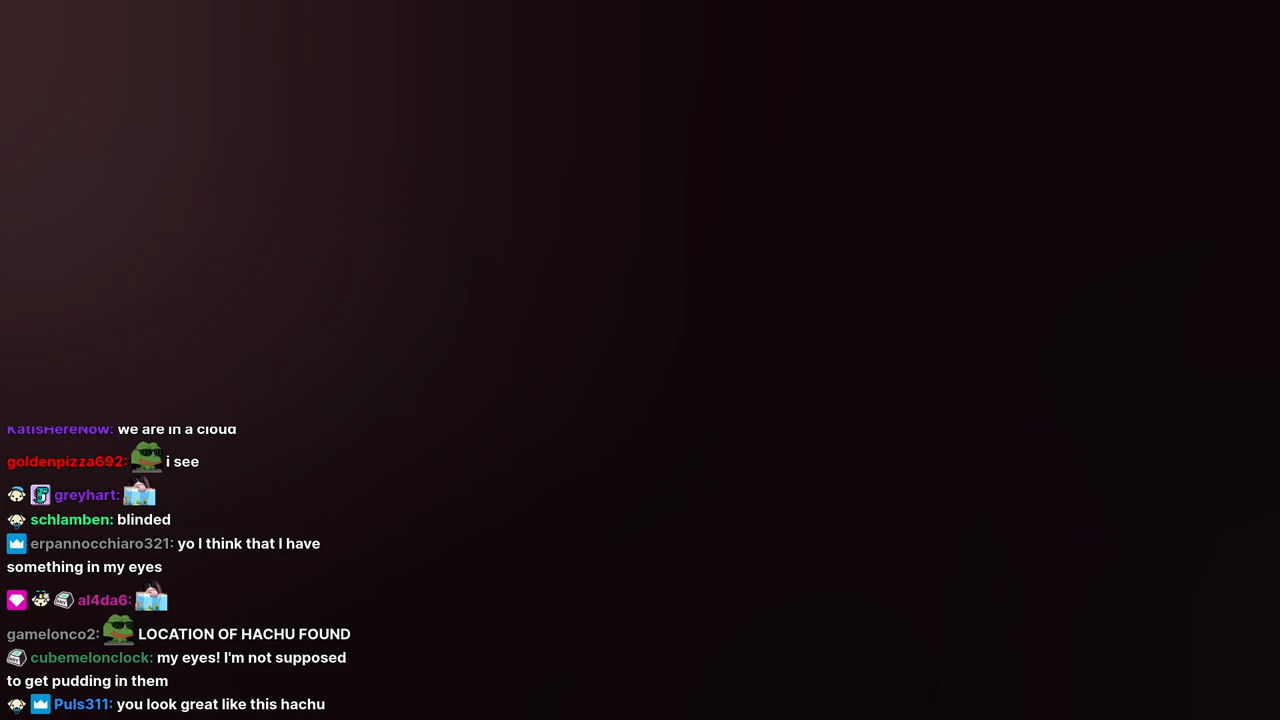 KatIsHereNow: we are in a cloud
goldenpizza692: i see
greyhart:
schlamben: blinded
erpannocchiaro321: yo I think that I have
something in my eyes
al4da6:
gamelonco2: LOCATION OF HACHU FOUND
cubemelonclock: my eyes! I'm not supposed
to get pudding in them
Puls311: you look great like this hachu